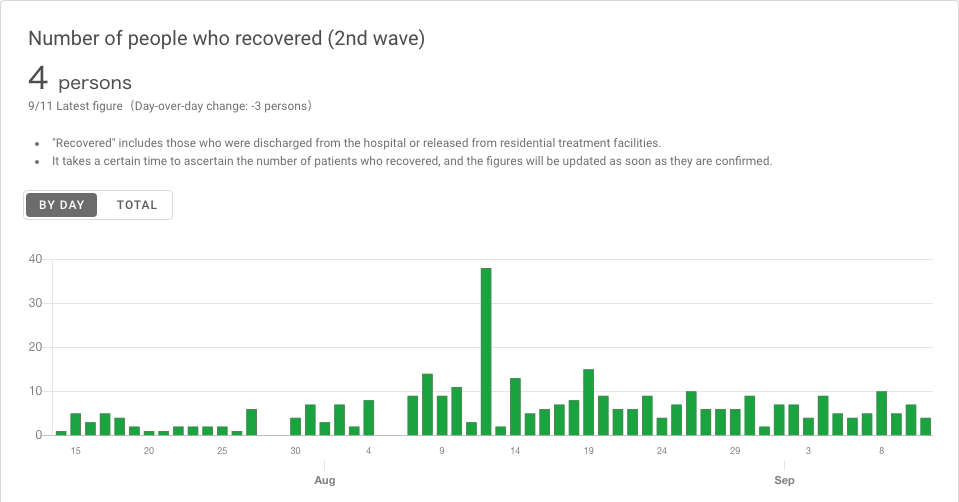 Number of people who recovered (2nd wave)
4 persons
9/11 Latest figure (Day-over-day change: -3 persons)
• "Recovered" includes those who were discharged from the hospital or released from residential treatment facilities.
• It takes a certain time to ascertain the number of patients who recovered, and the figures will be updated as soon as they are confirmed.
BY DAY TOTAL
40
30
20
10
0
15 20 25 30 4 9 14 19 24 29 3 8
Aug Sep